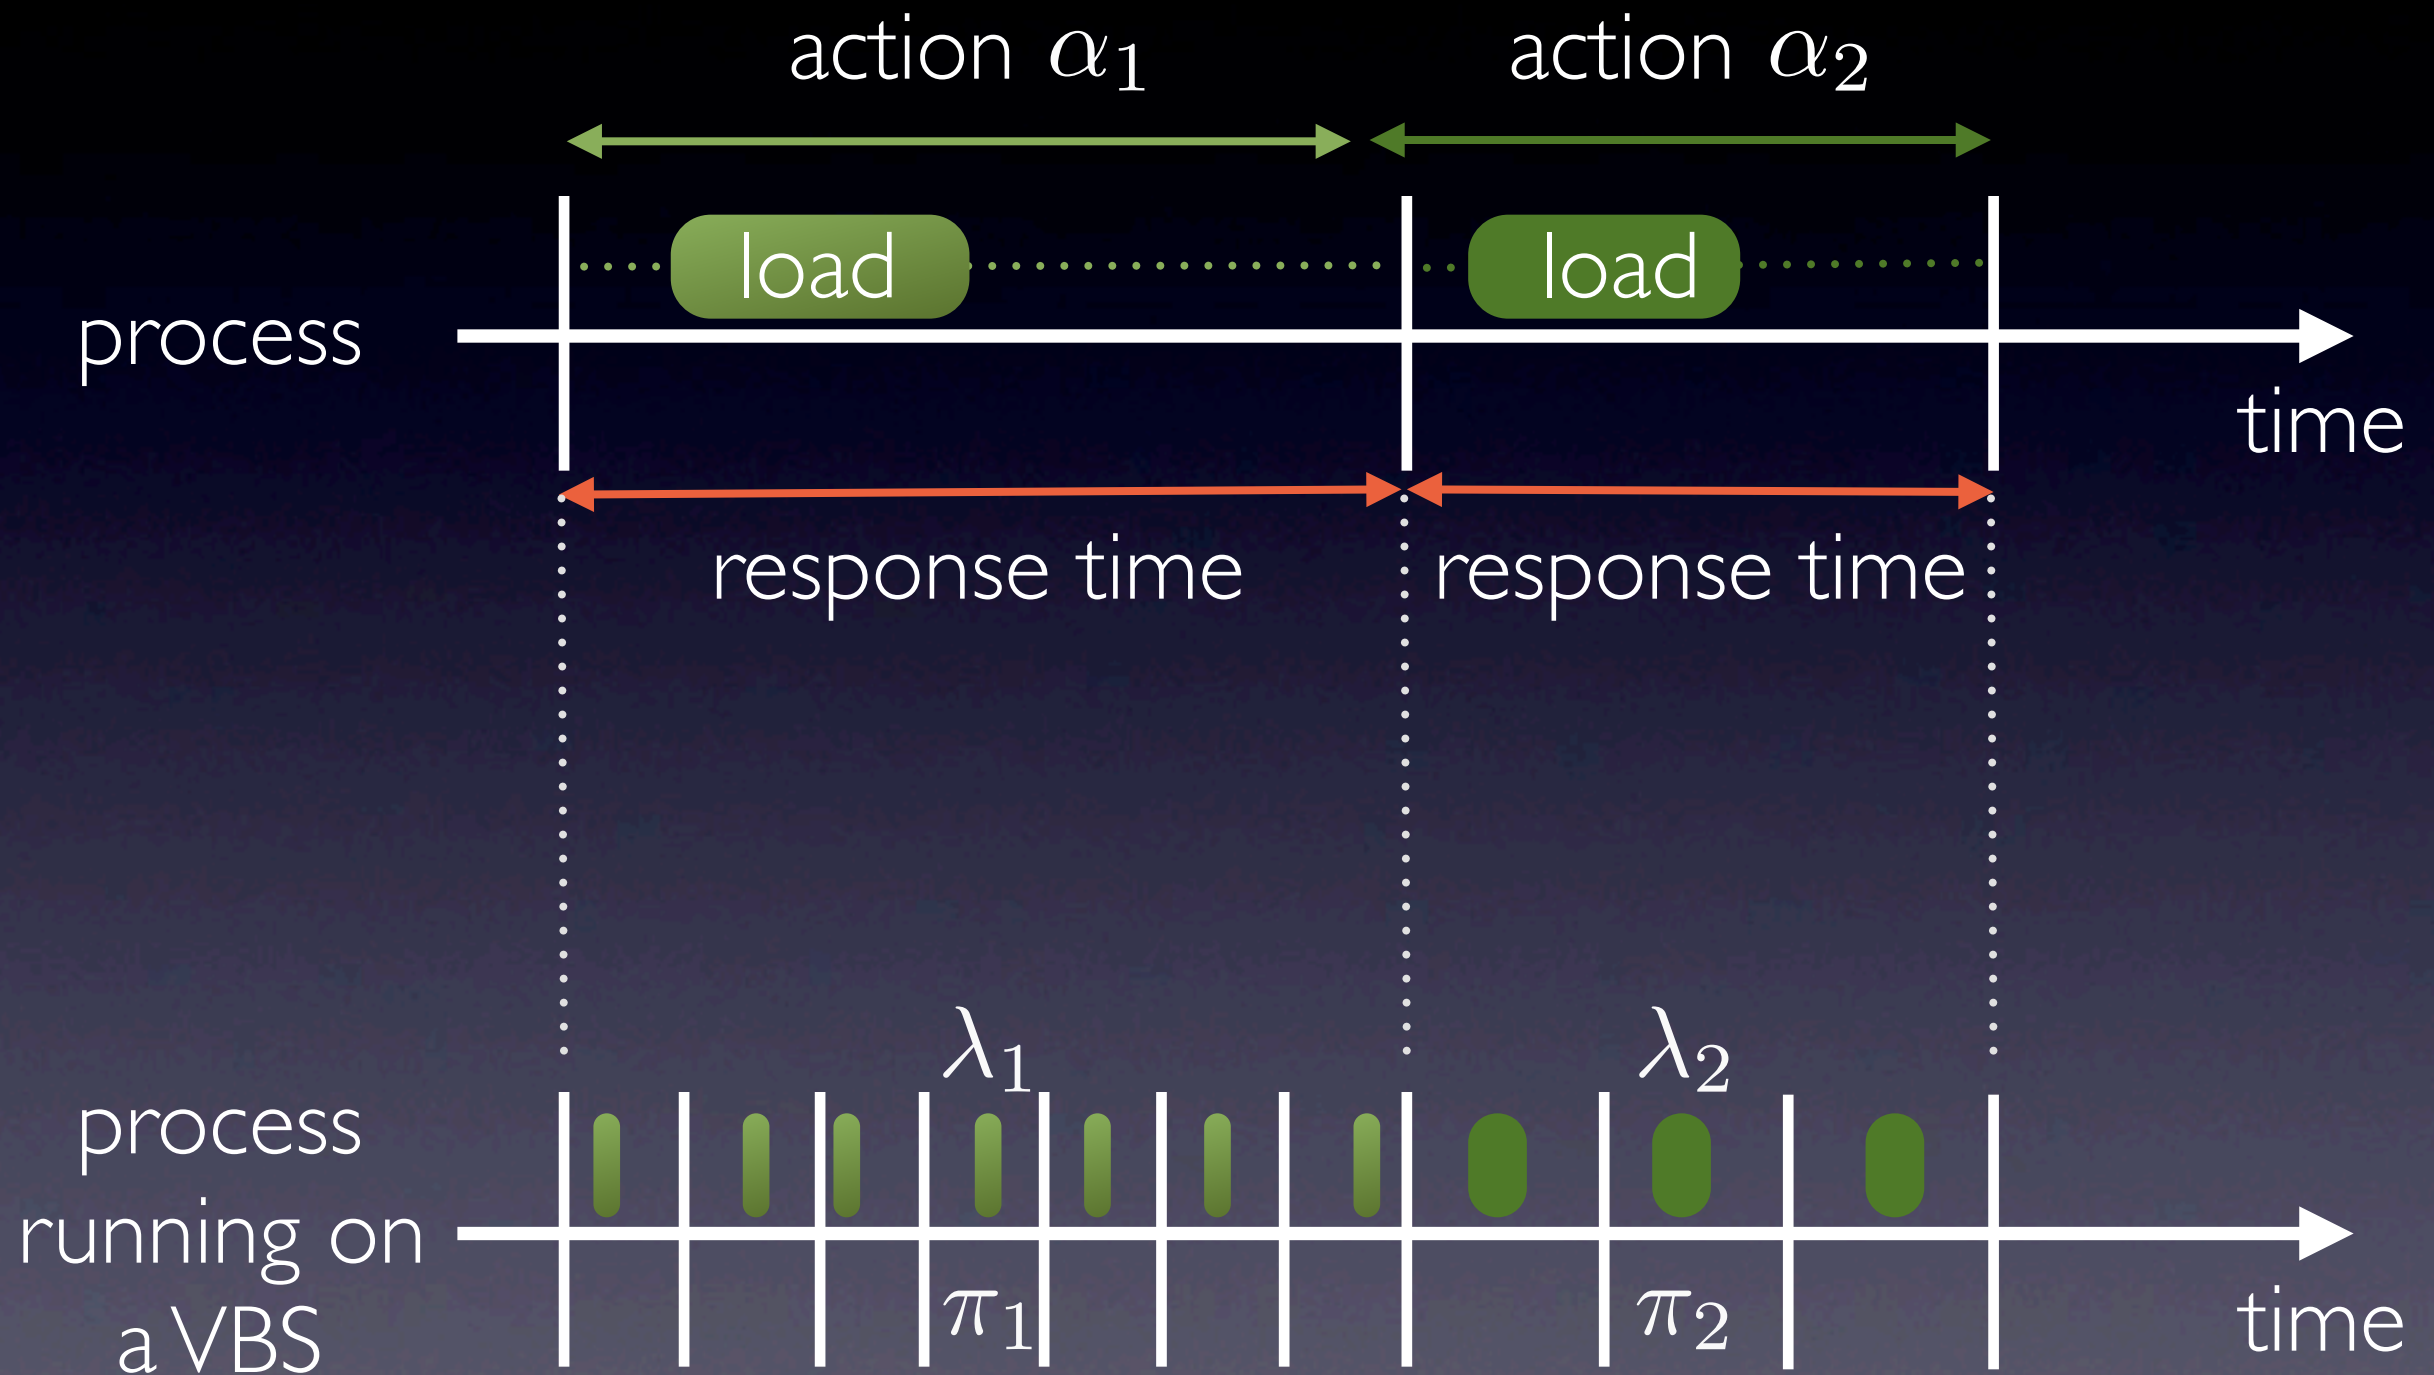 action α₁
action α₂
load
load
process
time
response time
response time
λ₁
λ₂
process
running on
a VBS
π₁
π₂
time